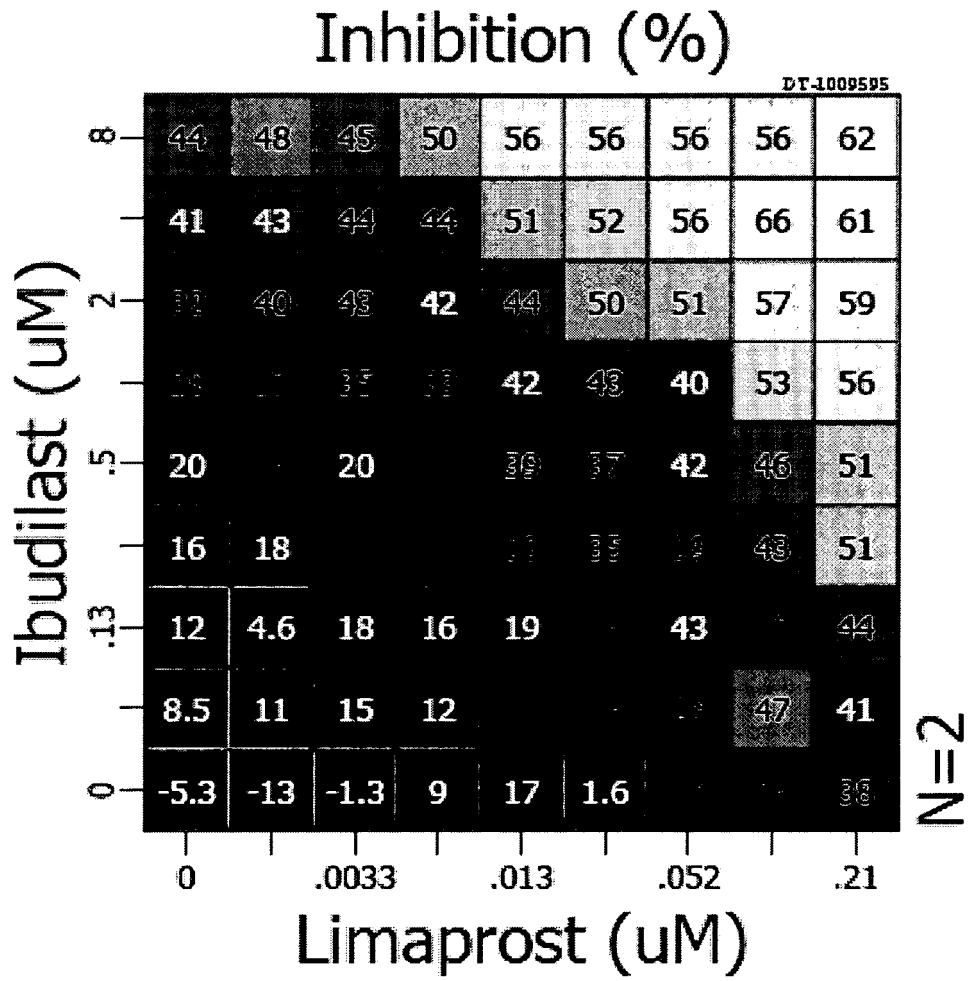 Inhibition (%)
DT-1009595
8 44 48 45 50 56 56 56 56 62
41 43 44 44 51 52 56 66 61
2 40 43 42 44 50 51 57 59
42 43 40 53 56
.5 20 20 39 37 42 46 51
16 18 35 43 51
.13 12 4.6 18 16 19 43 44
8.5 11 15 12 47 41
0 -5.3 -13 -1.3 9 17 1.6 38
0 .0033 .013 .052 .21
Limaprost (uM)
Ibudilast (uM)
N=2